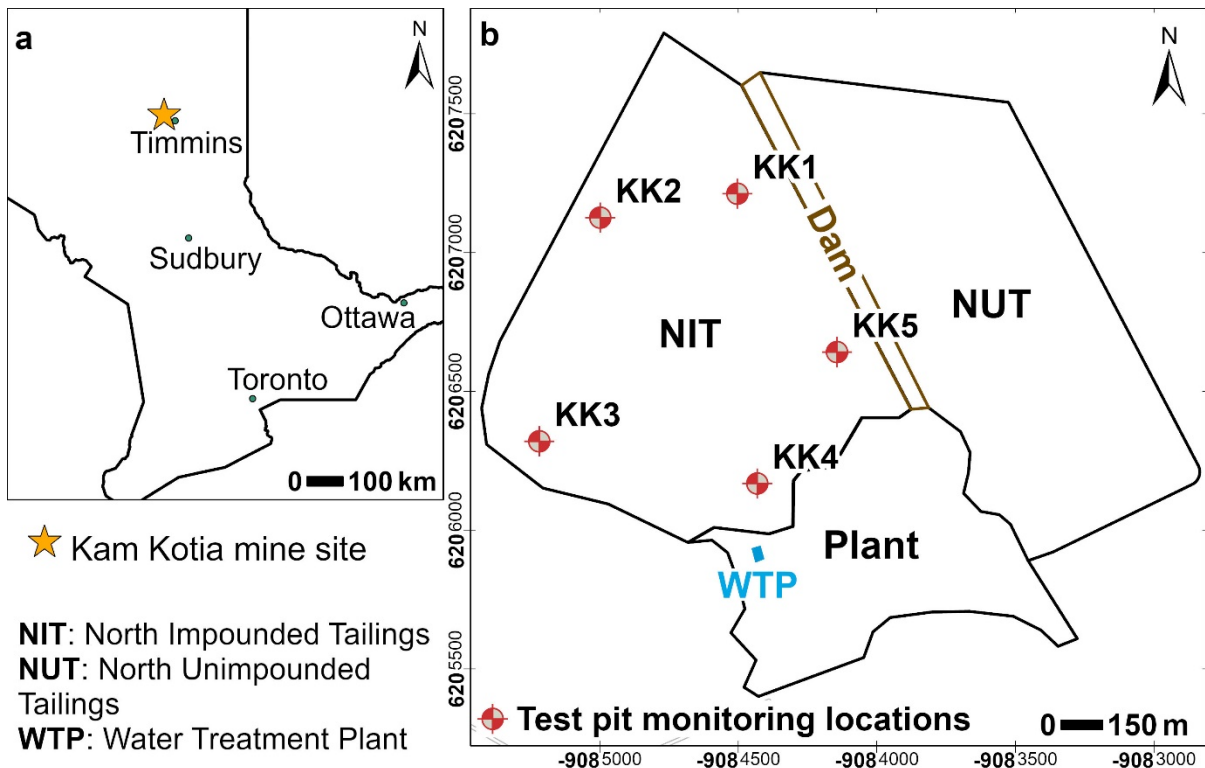 a
N
Timmins
Sudbury
Ottawa
Toronto
0 100 km
Kam Kotia mine site
NIT: North Impounded Tailings
NUT: North Unimpounded
Tailings
WTP: Water Treatment Plant
b
N
6207500
6207000
6206500
6206000
6205500
KK1
KK2
Dam
NUT
NIT
KK5
KK3
KK4
Plant
WTP
Test pit monitoring locations
0 150 m
-9085000 -9084500 -9084000 -9083500 -9083000